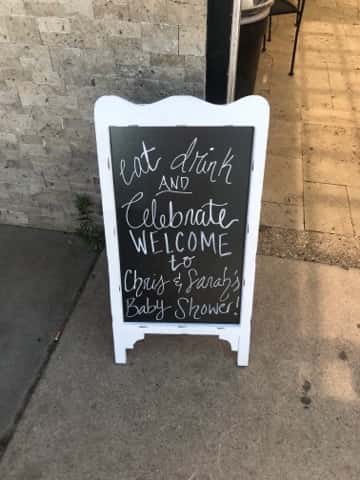 eat drink
AND
Celebrate
WELCOME
to
Chris & Sarah's
Baby Shower!